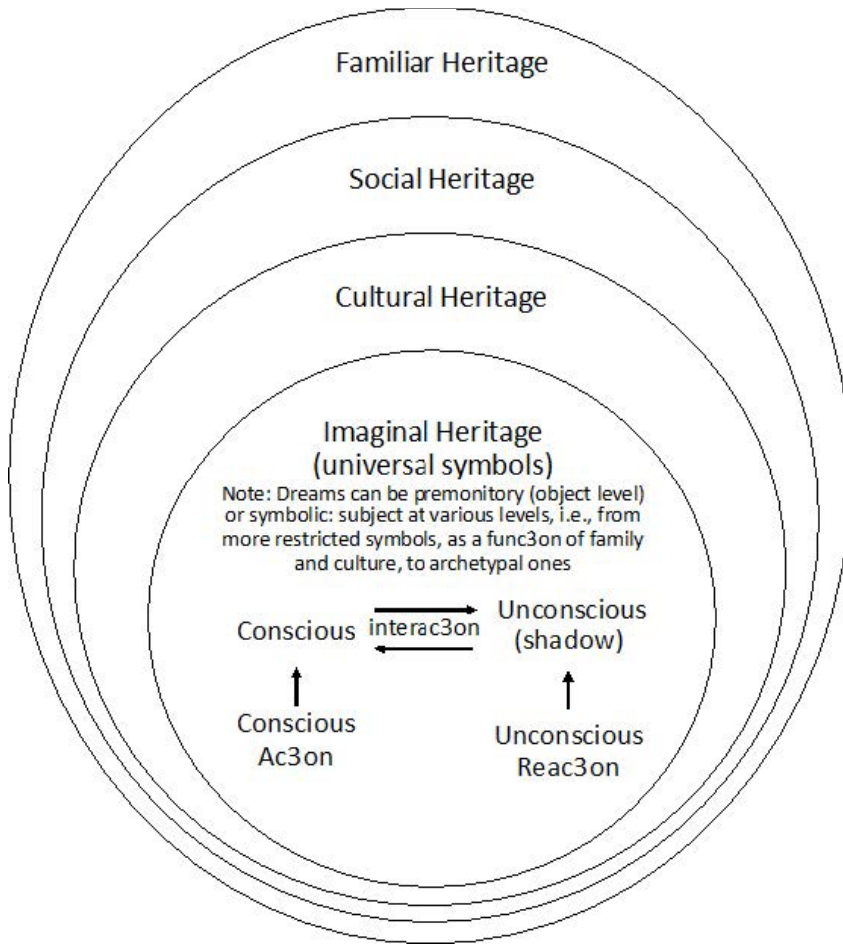 Familiar Heritage
Social Heritage
Cultural Heritage
Imaginal Heritage
(universal symbols)
Note: Dreams can be premonitory (object level)
or symbolic: subject at various levels, i.e., from
more restricted symbols, as a func3on of family
and culture, to archetypal ones
Conscious
interac3on
Unconscious
(shadow)
Conscious
Ac3on
Unconscious
Reac3on